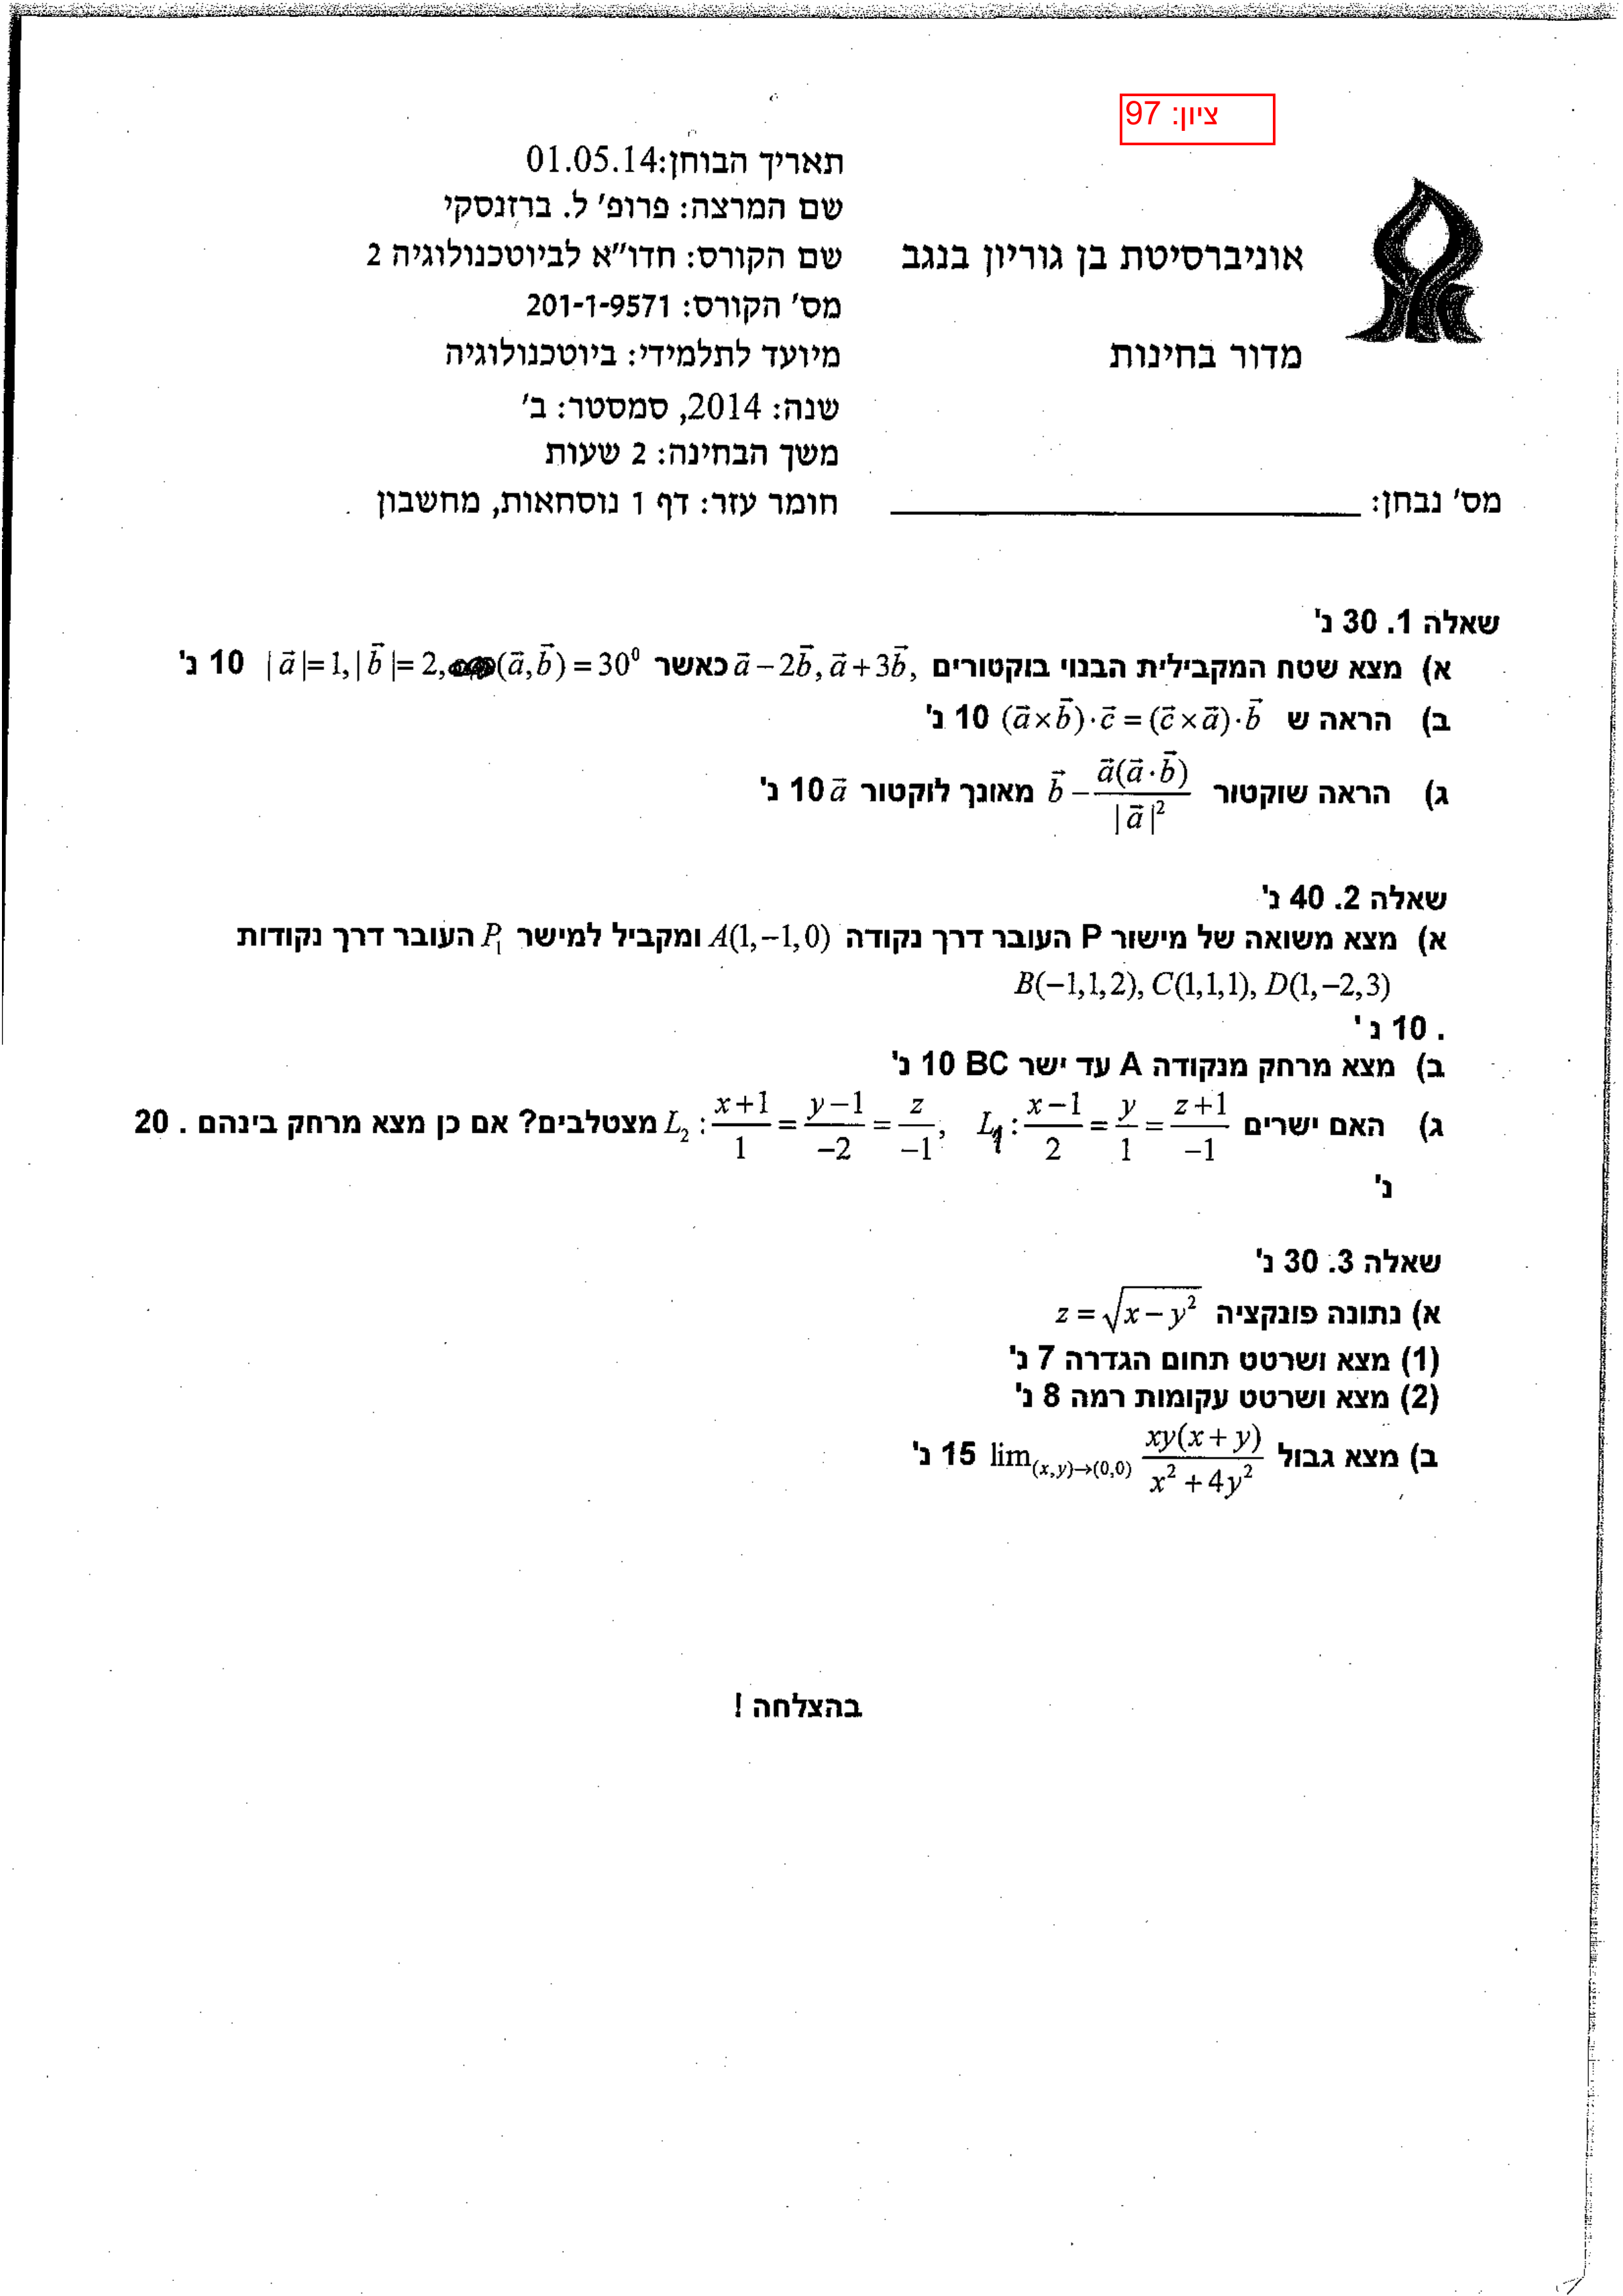 ציון: 97
תאריך הבוחן:01.05.14
שם המרצה: פרופ' ל. ברזנסקי
אוניברסיטת בן גוריון בנגב
שם הקורס: חדו"א לביוטכנולוגיה 2
מס' הקורס: 201-1-9571
מדור בחינות
מיועד לתלמידי: ביוטכנולוגיה
שנה: 2014, סמסטר: ב'
משך הבחינה: 2 שעות
מס' נבחן:
חומר עזר: דף 1 נוסחאות, מחשבון
שאלה 1. 30 נ'
א) מצא שטח המקבילית הבנוי בוקטורים $\vec{a}-2\vec{b},\vec{a}+3\vec{b},$ כאשר $|\vec{a}|=1,|\vec{b}|=2,(\vec{a},\vec{b})=30^0$ 10 נ'
ב) הראה ש $(\vec{a}\times\vec{b})\cdot\vec{c}=(\vec{c}\times\vec{a})\cdot\vec{b}$ 10 נ'
ג) הראה שוקטור $\vec{b}-\frac{\vec{a}(\vec{a}\cdot\vec{b})}{|\vec{a}|^2}$ מאונך לוקטור $\vec{a}$ 10 נ'
שאלה 2. 40 נ'
א) מצא משואה של מישור P העובר דרך נקודה A(1,−1,0) ומקביל למישר $P_1$ העובר דרך נקודות
B(−1,1,2), C(1,1,1), D(1,−2,3)
. 10 נ '
ב) מצא מרחק מנקודה A עד ישר BC 10 נ'
ג) האם ישרים $L_1:\frac{x-1}{2}=\frac{y}{1}=\frac{z+1}{-1}$ $L_2:\frac{x+1}{1}=\frac{y-1}{-2}=\frac{z}{-1},$ מצטלבים? אם כן מצא מרחק בינהם . 20
נ'
שאלה 3. 30 נ'
א) נתונה פונקציה $z=\sqrt{x-y^2}$
(1) מצא ושרטט תחום הגדרה 7 נ'
(2) מצא ושרטט עקומות רמה 8 נ'
ב) מצא גבול $\lim_{(x,y)\to(0,0)}\frac{xy(x+y)}{x^2+4y^2}$ 15 נ'
בהצלחה !